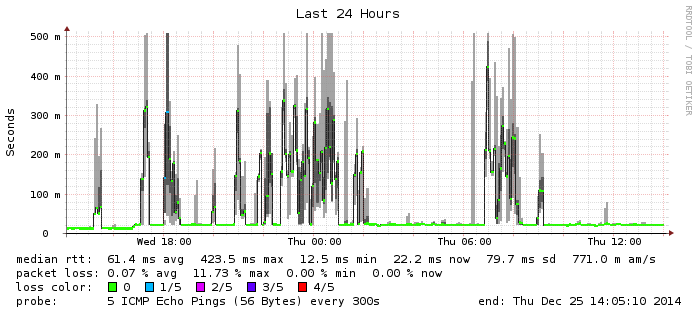 Last 24 Hours
RRDTOOL / TOBI OETIKER
Seconds
500 m
400 m
300 m
200 m
100 m
0
Wed 18:00 Thu 00:00 Thu 06:00 Thu 12:00
median rtt: 61.4 ms avg 423.5 ms max 12.5 ms min 22.2 ms now 79.7 ms sd 771.0 m am/s
packet loss: 0.07 % avg 11.73 % max 0.00 % min 0.00 % now
loss color: 0 1/5 2/5 3/5 4/5
probe: 5 ICMP Echo Pings (56 Bytes) every 300s end: Thu Dec 25 14:05:10 2014